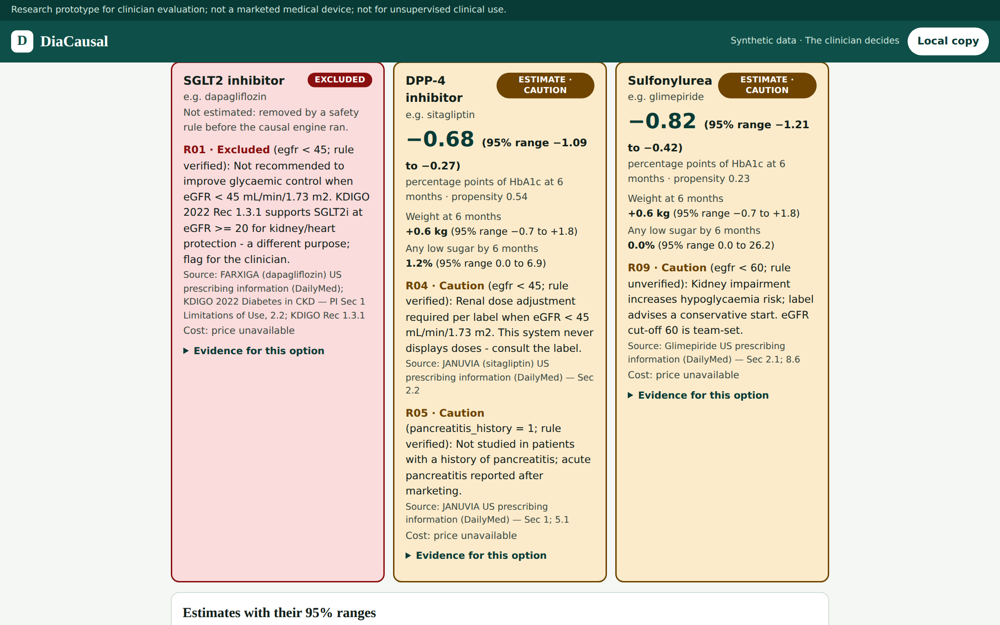 Research prototype for clinician evaluation; not a marketed medical device; not for unsupervised clinical use.
D DiaCausal
Synthetic data · The clinician decides
Local copy
SGLT2 inhibitor
EXCLUDED
e.g. dapagliflozin
Not estimated: removed by a safety
rule before the causal engine ran.
R01 · Excluded (egfr < 45; rule
verified): Not recommended to
improve glycaemic control when
eGFR < 45 mL/min/1.73 m2. KDIGO
2022 Rec 1.3.1 supports SGLT2i at
eGFR >= 20 for kidney/heart
protection - a different purpose;
flag for the clinician.
Source: FARXIGA (dapagliflozin) US
prescribing information (DailyMed);
KDIGO 2022 Diabetes in CKD — PI Sec 1
Limitations of Use, 2.2; KDIGO Rec 1.3.1
Cost: price unavailable
▶ Evidence for this option
DPP-4
inhibitor
ESTIMATE ·
CAUTION
e.g. sitagliptin
−0.68 (95% range −1.09
to −0.27)
percentage points of HbA1c at 6
months · propensity 0.54
Weight at 6 months
+0.6 kg (95% range −0.7 to +1.8)
Any low sugar by 6 months
1.2% (95% range 0.0 to 6.9)
R04 · Caution (egfr < 45; rule
verified): Renal dose adjustment
required per label when eGFR < 45
mL/min/1.73 m2. This system never
displays doses - consult the label.
Source: JANUVIA (sitagliptin) US
prescribing information (DailyMed) — Sec
2.2
R05 · Caution
(pancreatitis_history = 1; rule
verified): Not studied in patients
with a history of pancreatitis; acute
pancreatitis reported after
marketing.
Source: JANUVIA US prescribing
information (DailyMed) — Sec 1; 5.1
Cost: price unavailable
▶ Evidence for this option
Sulfonylurea
ESTIMATE ·
CAUTION
e.g. glimepiride
−0.82 (95% range −1.21
to −0.42)
percentage points of HbA1c at 6
months · propensity 0.23
Weight at 6 months
+0.6 kg (95% range −0.7 to +1.8)
Any low sugar by 6 months
0.0% (95% range 0.0 to 26.2)
R09 · Caution (egfr < 60; rule
unverified): Kidney impairment
increases hypoglycaemia risk; label
advises a conservative start. eGFR
cut-off 60 is team-set.
Source: Glimepiride US prescribing
information (DailyMed) — Sec 2.1; 8.6
Cost: price unavailable
▶ Evidence for this option
Estimates with their 95% ranges